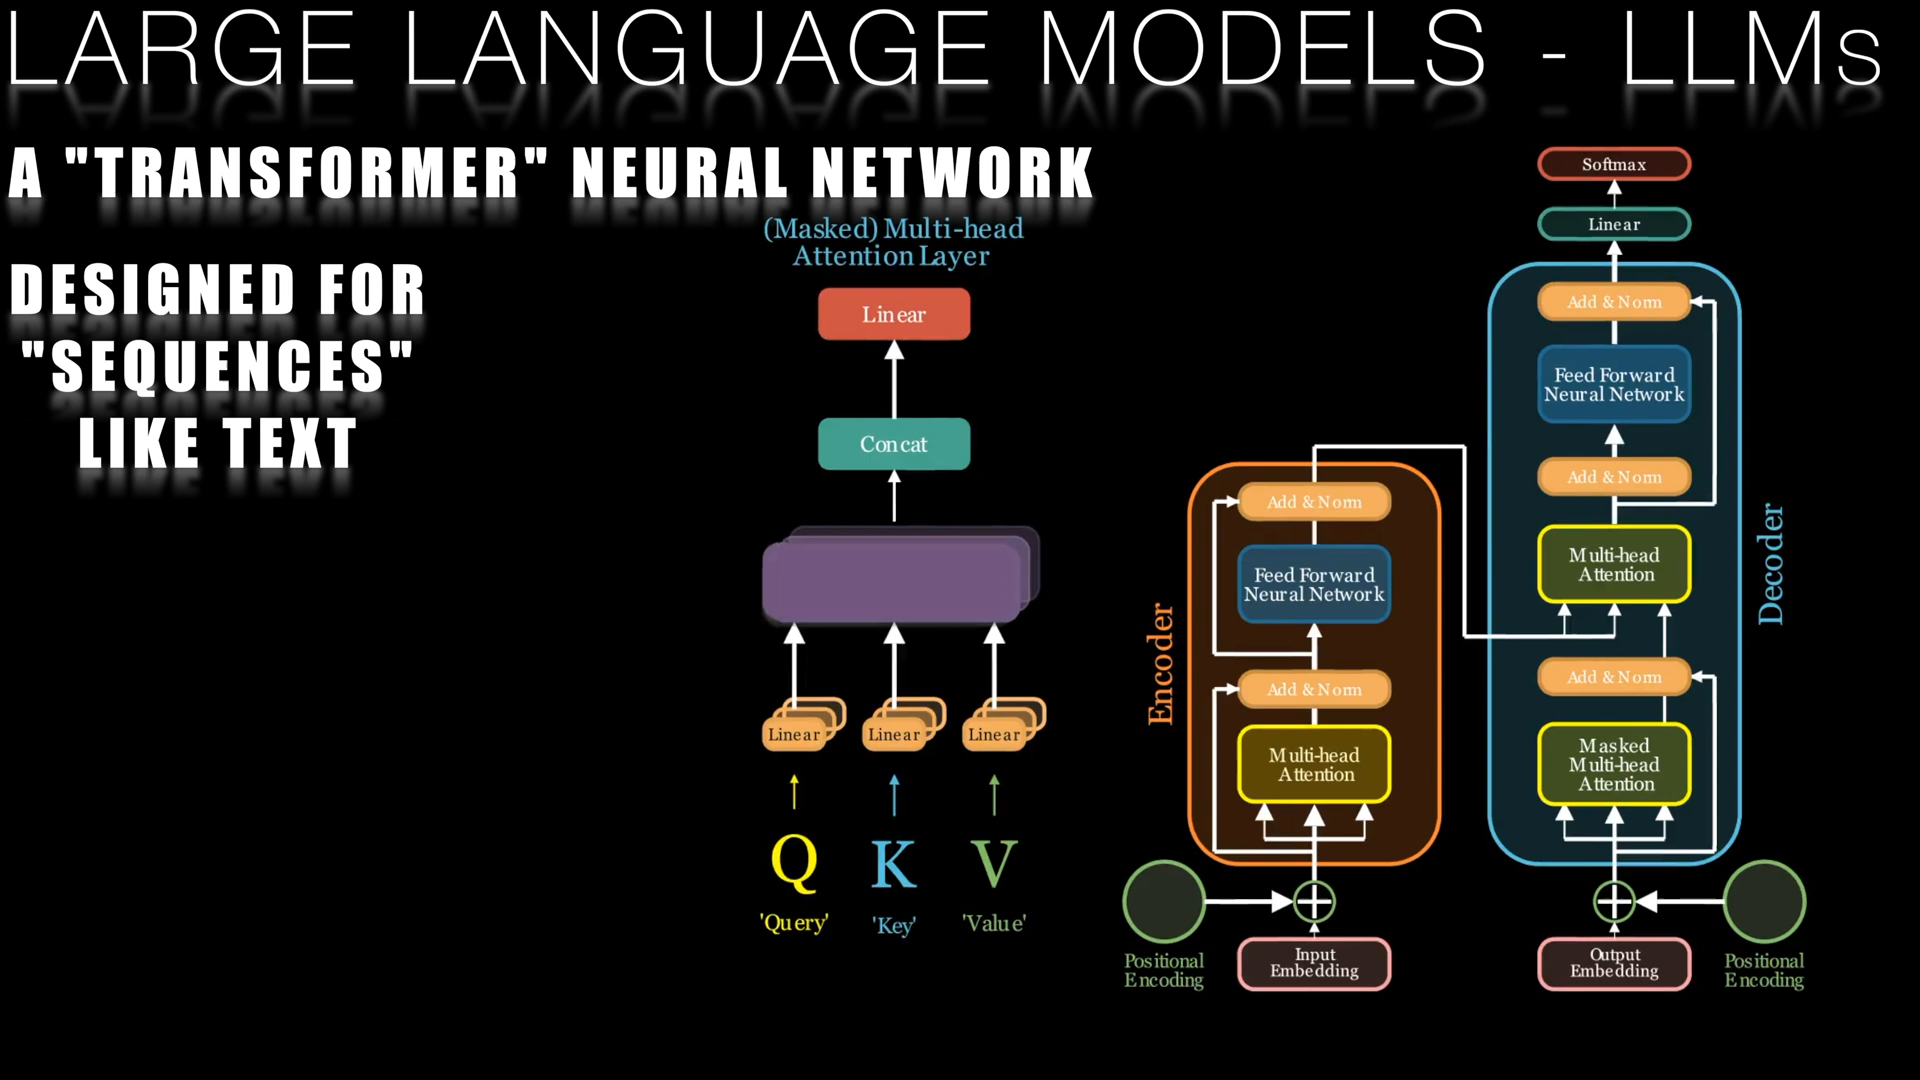 LARGE LANGUAGE MODELS - LLMs
A "TRANSFORMER" NEURAL NETWORK
DESIGNED FOR
"SEQUENCES"
LIKE TEXT
(Masked) Multi-head
Attention Layer
Linear
Concat
Linear
Linear
Linear
Q
K
V
'Query'
'Key'
'Value'
Encoder
Add & Norm
Feed Forward
Neural Network
Add & Norm
Multi-head
Attention
Positional
Encoding
Input
Embedding
Softmax
Linear
Add & Norm
Feed Forward
Neural Network
Add & Norm
Multi-head
Attention
Add & Norm
Masked
Multi-head
Attention
Decoder
Output
Embedding
Positional
Encoding